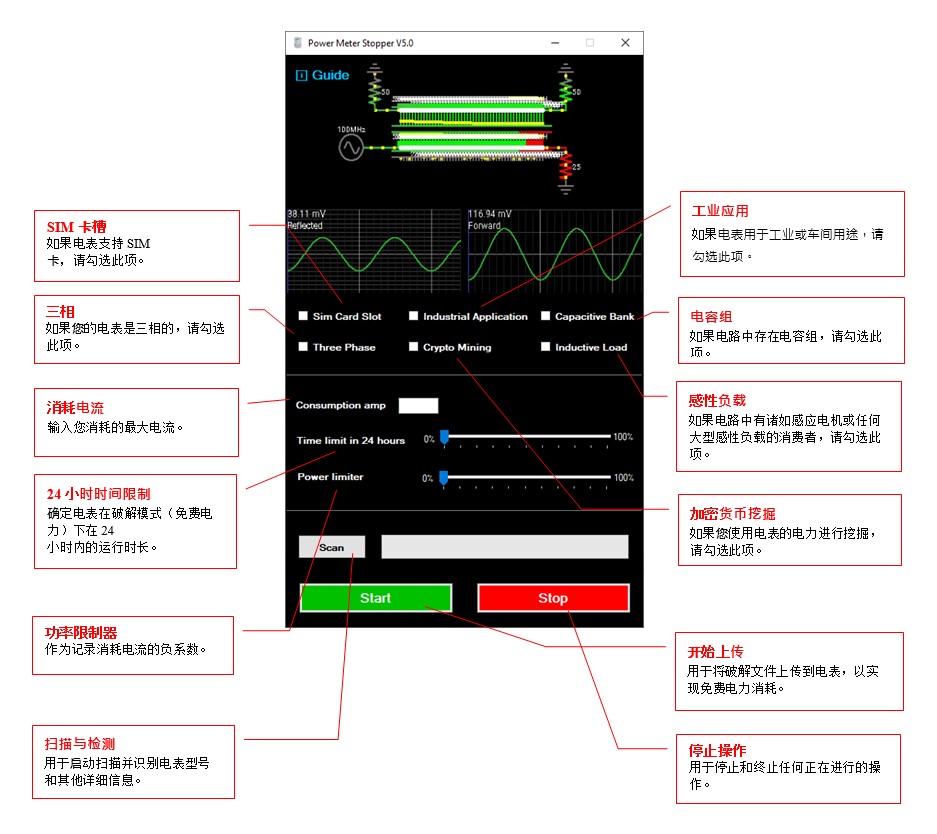 Power Meter Stopper V5.0
Guide
50
50
100MHz
25
38.11 mV
Reflected
116.94 mV
Forward
Sim Card Slot
Industrial Application
Capacitive Bank
Three Phase
Crypto Mining
Inductive Load
Consumption amp
Time limit in 24 hours
0%
100%
Power limiter
0%
100%
Scan
Start
Stop
SIM 卡槽
如果电表支持 SIM
卡，请勾选此项。
三相
如果您的电表是三相的，请勾选
此项。
消耗电流
输入您消耗的最大电流。
24 小时时间限制
确定电表在破解模式（免费电
力）下在 24
小时内的运行时长。
功率限制器
作为记录消耗电流的负系数。
扫描与检测
用于启动扫描并识别电表型号
和其他详细信息。
工业应用
如果电表用于工业或车间用途，请
勾选此项。
电容组
如果电路中存在电容组，请勾选此
项。
感性负载
如果电路中有诸如感应电机或任何
大型感性负载的消费者，请勾选此
项。
加密货币挖掘
如果您使用电表的电力进行挖掘，
请勾选此项。
开始上传
用于将破解文件上传到电表，以实
现免费电力消耗。
停止操作
用于停止和终止任何正在进行的操
作。